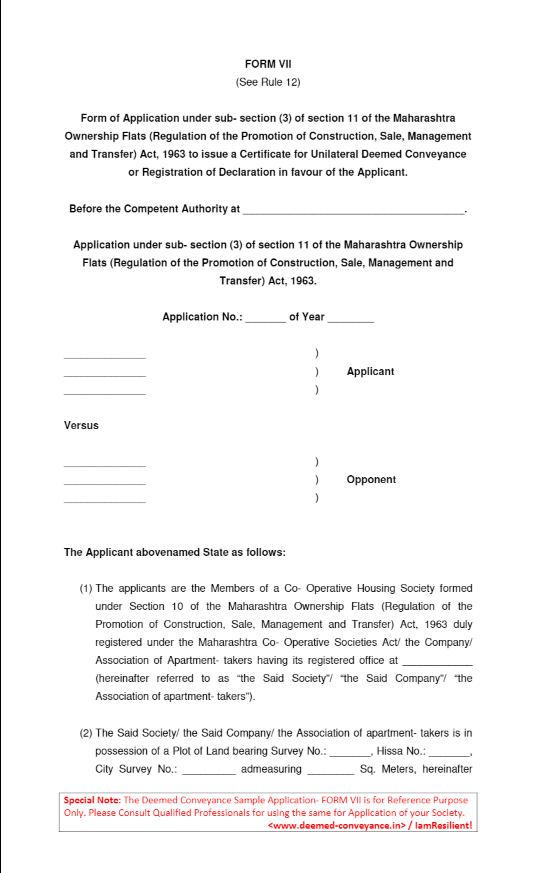 FORM VII
(See Rule 12)
Form of Application under sub- section (3) of section 11 of the Maharashtra
Ownership Flats (Regulation of the Promotion of Construction, Sale, Management
and Transfer) Act, 1963 to issue a Certificate for Unilateral Deemed Conveyance
or Registration of Declaration in favour of the Applicant.
Before the Competent Authority at ______________________________________.
Application under sub- section (3) of section 11 of the Maharashtra Ownership
Flats (Regulation of the Promotion of Construction, Sale, Management and
Transfer) Act, 1963.
Application No.: _______ of Year ________
______________ )
______________ ) Applicant
______________ )
Versus
______________ )
______________ ) Opponent
______________ )
The Applicant abovenamed State as follows:
(1) The applicants are the Members of a Co- Operative Housing Society formed
under Section 10 of the Maharashtra Ownership Flats (Regulation of the
Promotion of Construction, Sale, Management and Transfer) Act, 1963 duly
registered under the Maharashtra Co- Operative Societies Act/ the Company/
Association of Apartment- takers having its registered office at ____________
(hereinafter referred to as “the Said Society”/ “the Said Company”/ “the
Association of apartment- takers”).
(2) The Said Society/ the Said Company/ the Association of apartment- takers is in
possession of a Plot of Land bearing Survey No.: _______, Hissa No.: _______,
City Survey No.: _________ admeasuring ________ Sq. Meters, hereinafter
Special Note: The Deemed Conveyance Sample Application- FORM VII is for Reference Purpose
Only. Please Consult Qualified Professionals for using the same for Application of your Society.
<www.deemed-conveyance.in> / IamResilient!